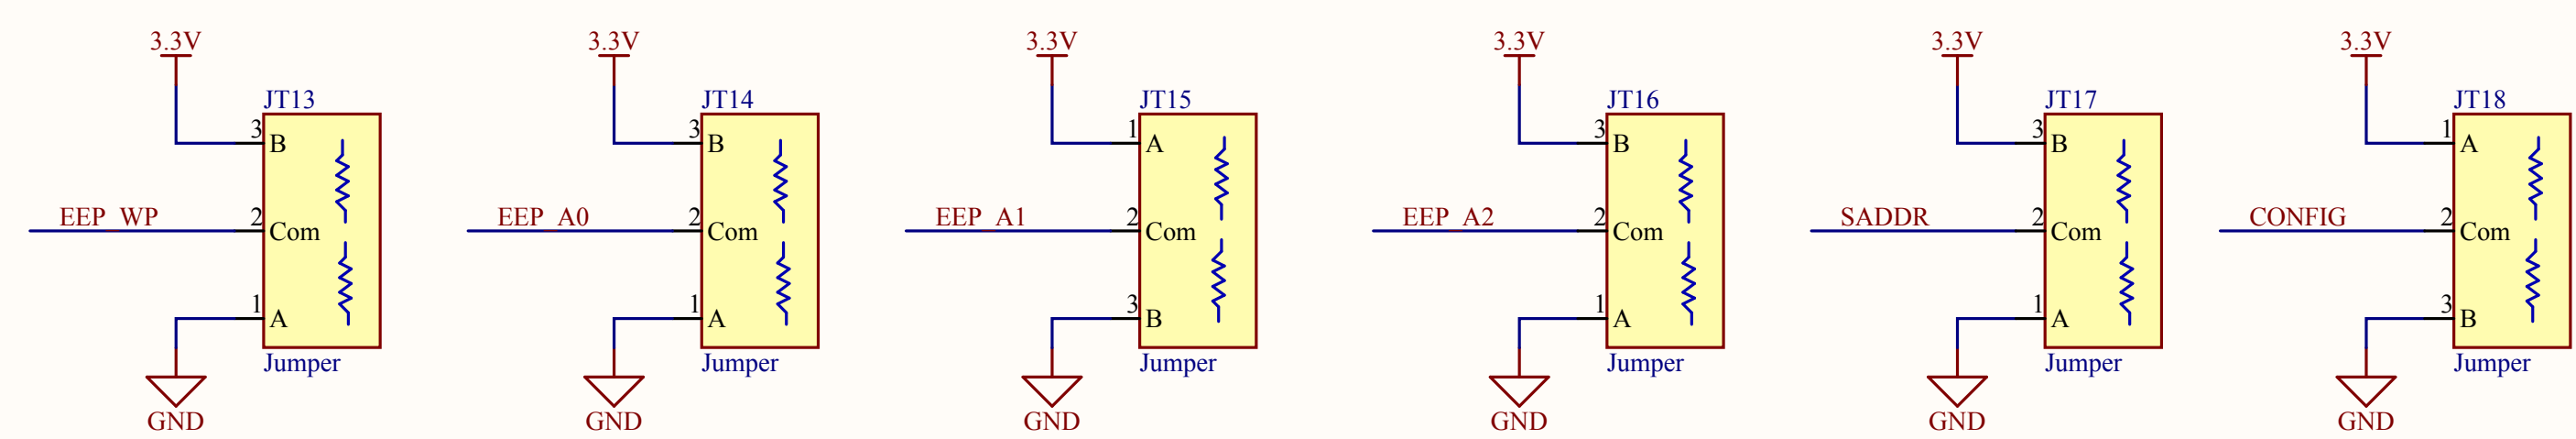 3.3V 3.3V 3.3V 3.3V 3.3V 3.3V
JT13 JT14 JT15 JT16 JT17 JT18
3 B 3 B 1 A 3 B 3 B 1 A
EEP_WP 2 Com EEP_A0 2 Com EEP_A1 2 Com EEP_A2 2 Com SADDR 2 Com CONFIG 2 Com
1 A 1 A 3 B 1 A 1 A 3 B
Jumper Jumper Jumper Jumper Jumper Jumper
GND GND GND GND GND GND